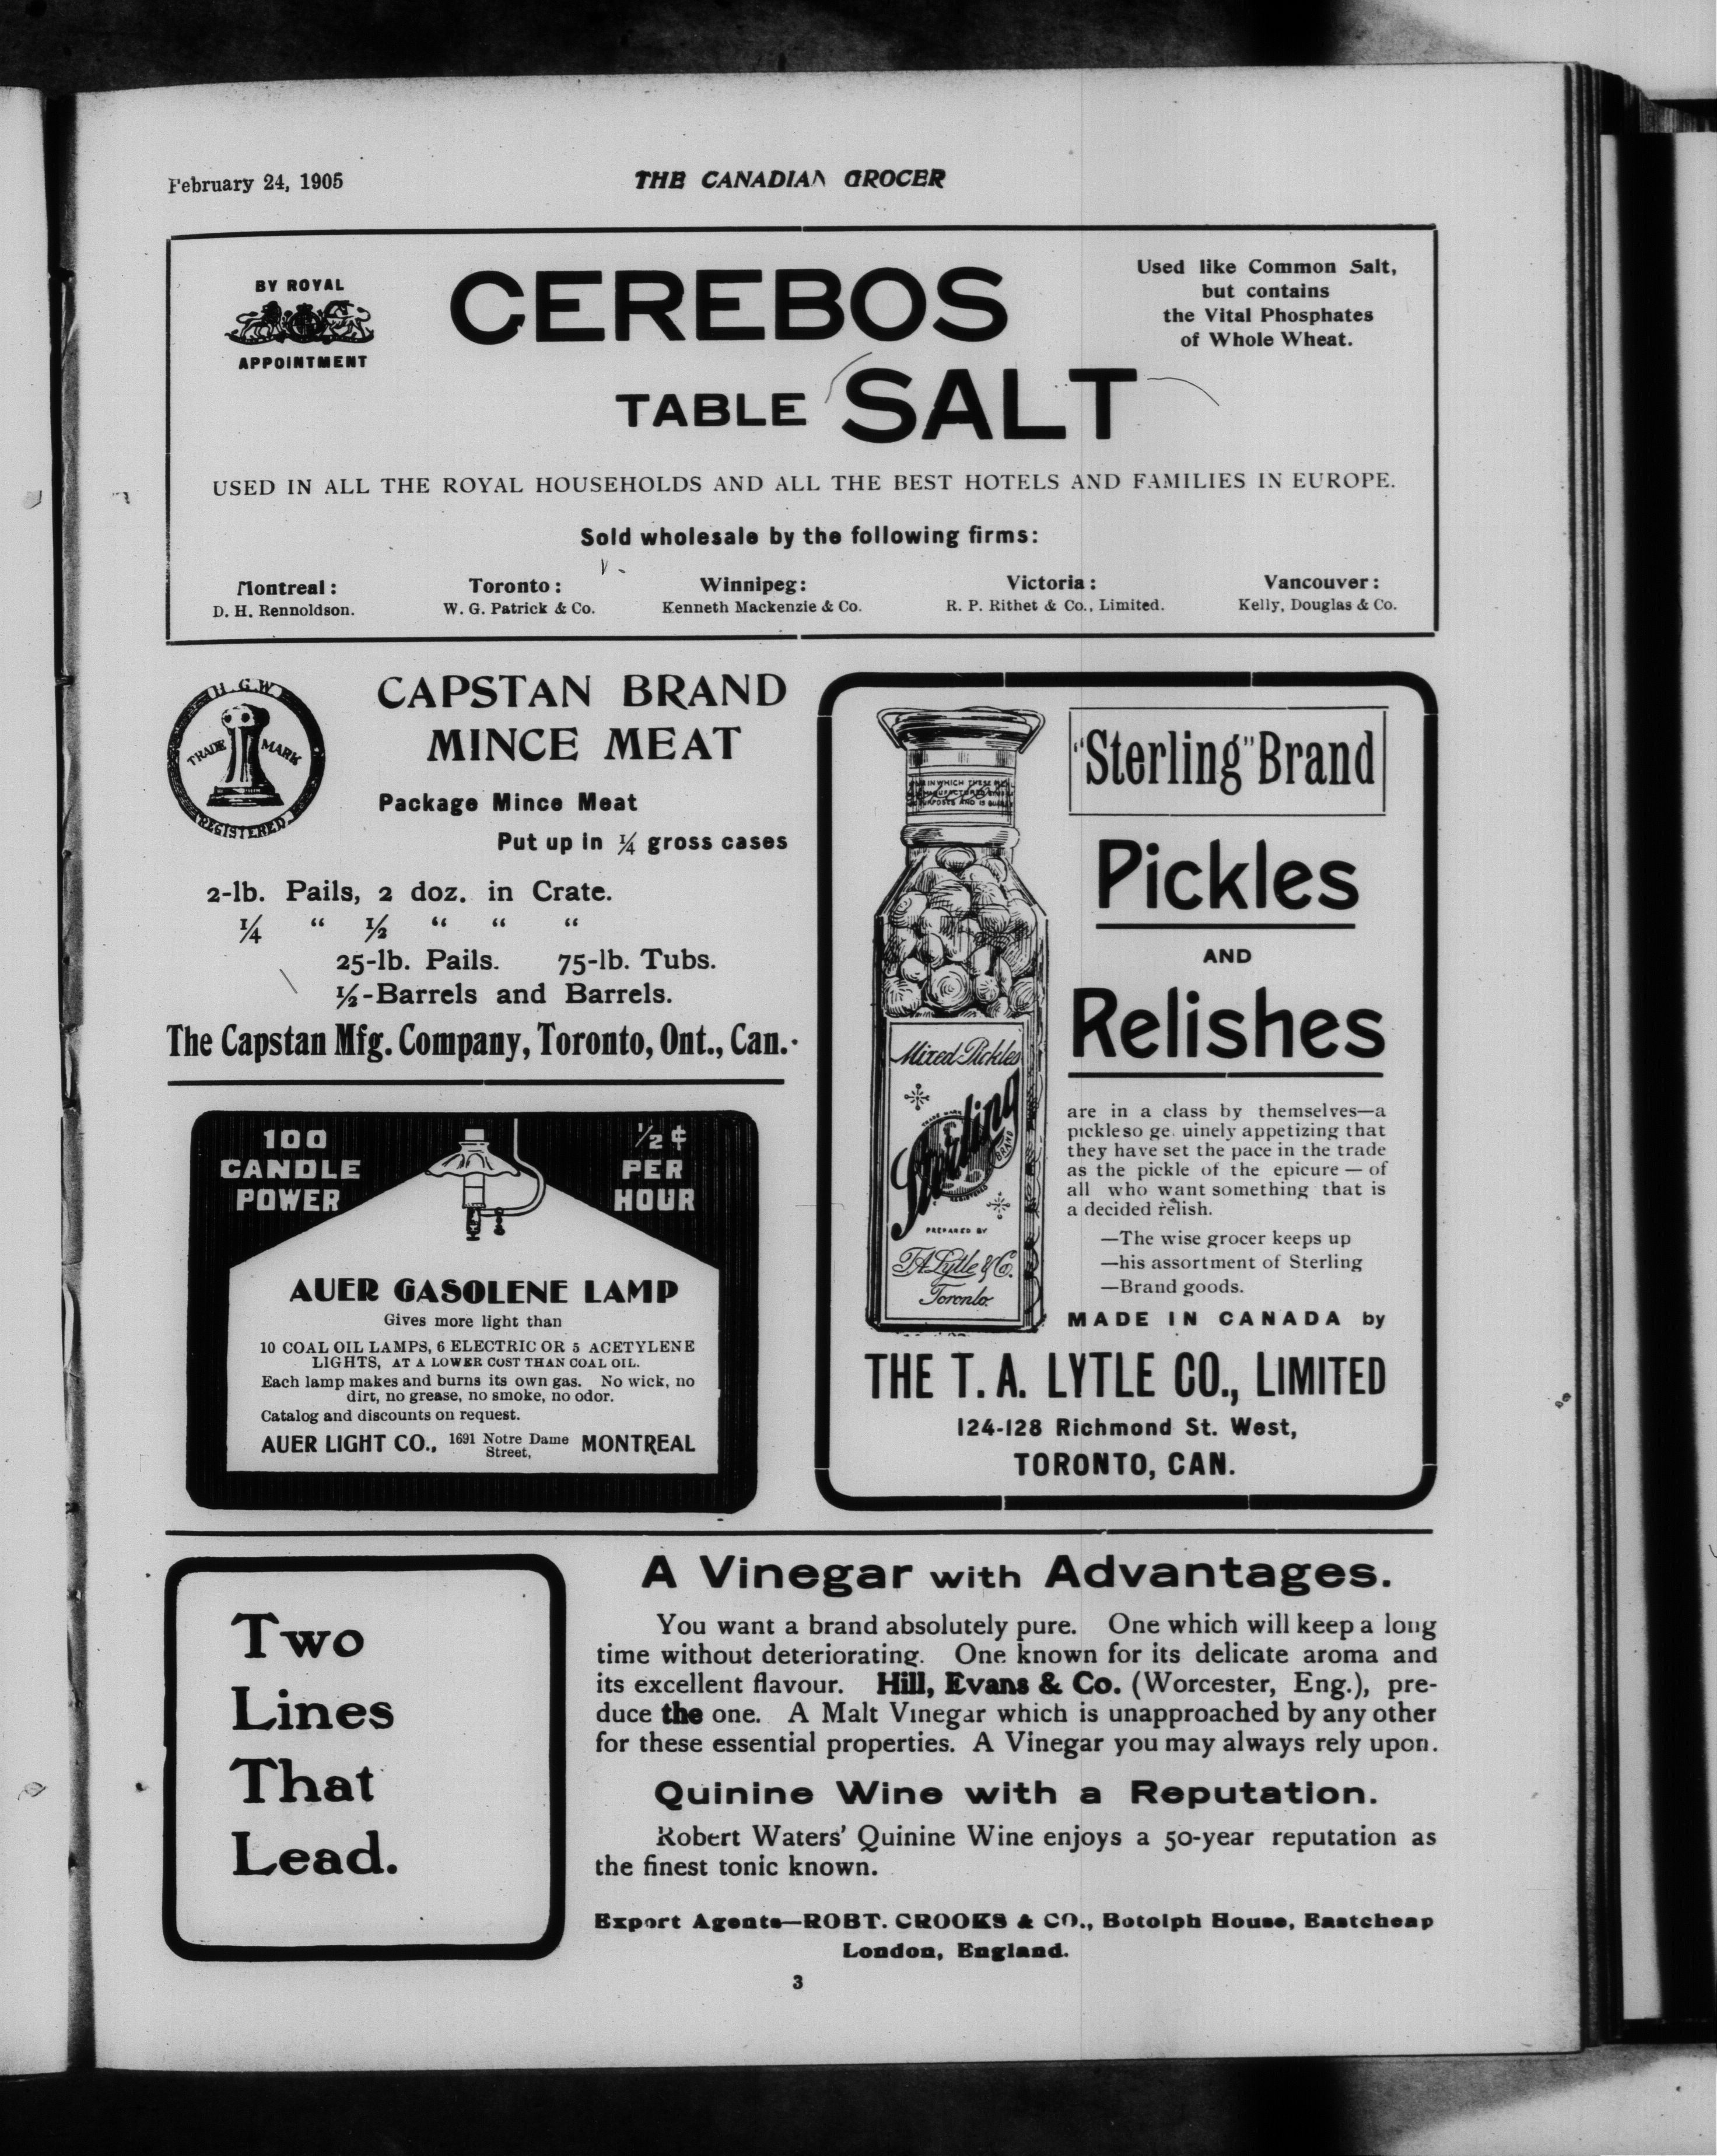 February 24, 1905
THE CANADIAN GROCER
BY ROYAL
APPOINTMENT
CEREBOS
TABLE SALT
Used like Common Salt,
but contains
the Vital Phosphates
of Whole Wheat.
USED IN ALL THE ROYAL HOUSEHOLDS AND ALL THE BEST HOTELS AND FAMILIES IN EUROPE.
Sold wholesale by the following firms:
Montreal: Toronto: Winnipeg: Victoria: Vancouver:
D. H. Rennoldson. W. G. Patrick & Co. Kenneth Mackenzie & Co. R. P. Rithet & Co., Limited. Kelly, Douglas & Co.
H.G.W
TRADE MARK
REGISTERED
CAPSTAN BRAND
MINCE MEAT
Package Mince Meat
Put up in ¼ gross cases
2-lb. Pails, 2 doz. in Crate.
¼ " ½ " " "
25-lb. Pails. 75-lb. Tubs.
½-Barrels and Barrels.
The Capstan Mfg. Company, Toronto, Ont., Can.
100
CANDLE
POWER
½ ¢
PER
HOUR
AUER GASOLENE LAMP
Gives more light than
10 COAL OIL LAMPS, 6 ELECTRIC OR 5 ACETYLENE
LIGHTS, AT A LOWER COST THAN COAL OIL.
Each lamp makes and burns its own gas. No wick, no
dirt, no grease, no smoke, no odor.
Catalog and discounts on request.
AUER LIGHT CO., 1691 Notre Dame Street, MONTREAL
IN WHICH THESE
PURPOSES AND IS
Mixed Pickles
Sterling
BRAND
PREPARED BY
T.A. Lytle & Co.
Toronto.
"Sterling" Brand
Pickles
AND
Relishes
are in a class by themselves—a
pickle so ge uinely appetizing that
they have set the pace in the trade
as the pickle of the epicure — of
all who want something that is
a decided relish.
—The wise grocer keeps up
—his assortment of Sterling
—Brand goods.
MADE IN CANADA by
THE T. A. LYTLE CO., LIMITED
124-128 Richmond St. West,
TORONTO, CAN.
Two
Lines
That
Lead.
A Vinegar with Advantages.
You want a brand absolutely pure. One which will keep a long
time without deteriorating. One known for its delicate aroma and
its excellent flavour. Hill, Evans & Co. (Worcester, Eng.), pre-
duce the one. A Malt Vinegar which is unapproached by any other
for these essential properties. A Vinegar you may always rely upon.
Quinine Wine with a Reputation.
Robert Waters' Quinine Wine enjoys a 50-year reputation as
the finest tonic known.
Export Agents—ROBT. CROOKS & CO., Botolph House, Eastcheap
London, England.
3